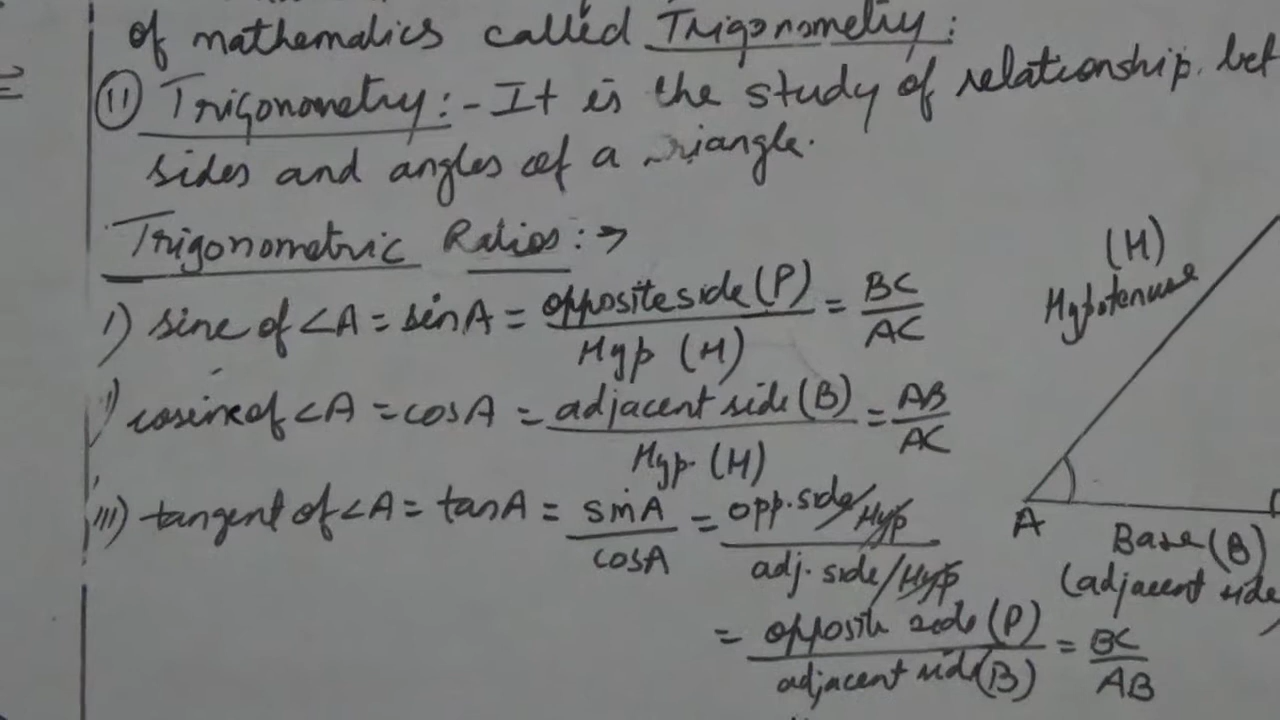 of mathematics called Trigonometry:
(11) Trigonometry:- It is the study of relationship bet
sides and angles of a triangle.
Trigonometric Ratios:→
i) sine of ∠A = sinA = opposite side (P) / Hyp (H) = BC / AC
i) cosine of ∠A = cosA = adjacent side (B) / Hyp. (H) = AB / AC
iii) tangent of ∠A = tanA = sinA / cosA = opp. side/Hyp / adj. side/Hyp
= opposite side (P) / adjacent side (B) = BC / AB
(H)
Hypotenuse
A
Base (B)
(adjacent side